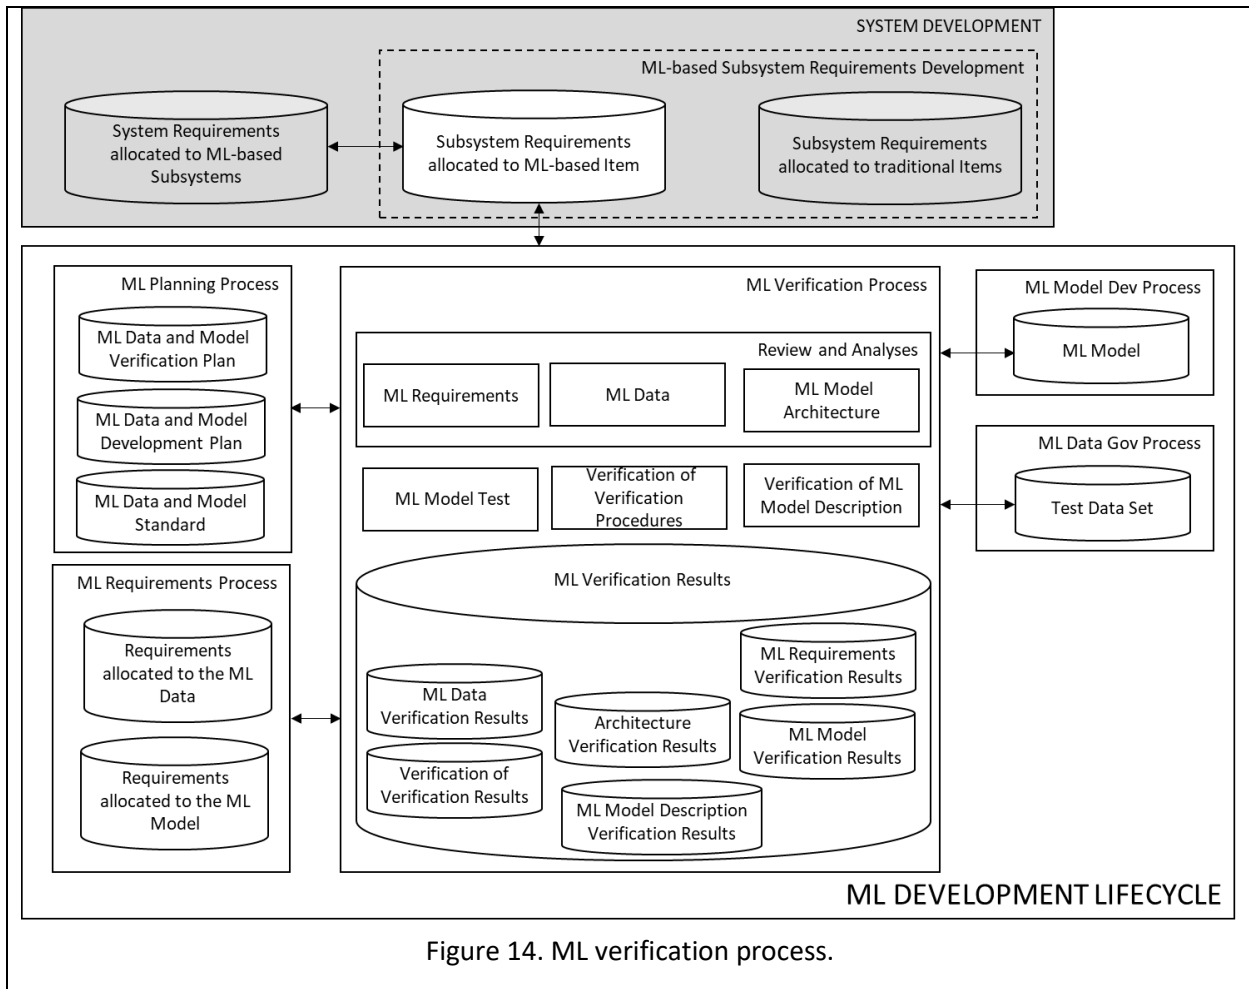 SYSTEM DEVELOPMENT
ML-based Subsystem Requirements Development
System Requirements
allocated to ML-based
Subsystems
Subsystem Requirements
allocated to ML-based Item
Subsystem Requirements
allocated to traditional Items
ML Planning Process
ML Data and Model
Verification Plan
ML Data and Model
Development Plan
ML Data and Model
Standard
ML Requirements Process
Requirements
allocated to the ML
Data
Requirements
allocated to the ML
Model
ML Verification Process
Review and Analyses
ML Requirements
ML Data
ML Model
Architecture
ML Model Test
Verification of
Verification
Procedures
Verification of ML
Model Description
ML Verification Results
ML Data
Verification Results
Verification of
Verification Results
Architecture
Verification Results
ML Model Description
Verification Results
ML Requirements
Verification Results
ML Model
Verification Results
ML Model Dev Process
ML Model
ML Data Gov Process
Test Data Set
ML DEVELOPMENT LIFECYCLE
Figure 14. ML verification process.